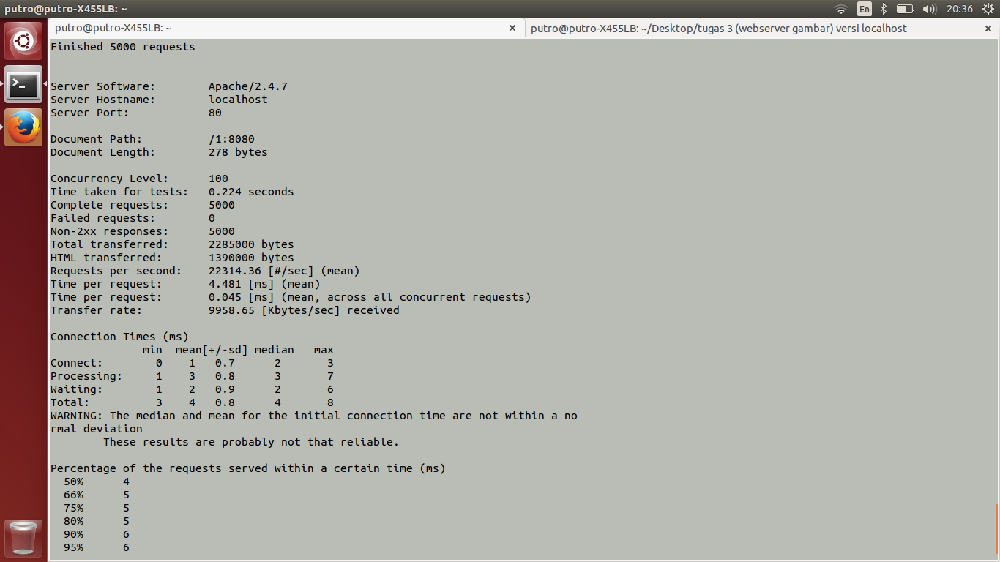 putro@putro-X455LB: ~
En
20:36
putro@putro-X455LB: ~
putro@putro-X455LB: ~/Desktop/tugas 3 (webserver gambar) versi localhost
Finished 5000 requests
Server Software:        Apache/2.4.7
Server Hostname:        localhost
Server Port:            80
Document Path:          /1:8080
Document Length:        278 bytes
Concurrency Level:      100
Time taken for tests:   0.224 seconds
Complete requests:      5000
Failed requests:        0
Non-2xx responses:      5000
Total transferred:      2285000 bytes
HTML transferred:       1390000 bytes
Requests per second:    22314.36 [#/sec] (mean)
Time per request:       4.481 [ms] (mean)
Time per request:       0.045 [ms] (mean, across all concurrent requests)
Transfer rate:          9958.65 [Kbytes/sec] received
Connection Times (ms)
              min  mean[+/-sd] median   max
Connect:        0    1   0.7      2       3
Processing:     1    3   0.8      3       7
Waiting:        1    2   0.9      2       6
Total:          3    4   0.8      4       8
WARNING: The median and mean for the initial connection time are not within a no
rmal deviation
        These results are probably not that reliable.
Percentage of the requests served within a certain time (ms)
  50%      4
  66%      5
  75%      5
  80%      5
  90%      6
  95%      6